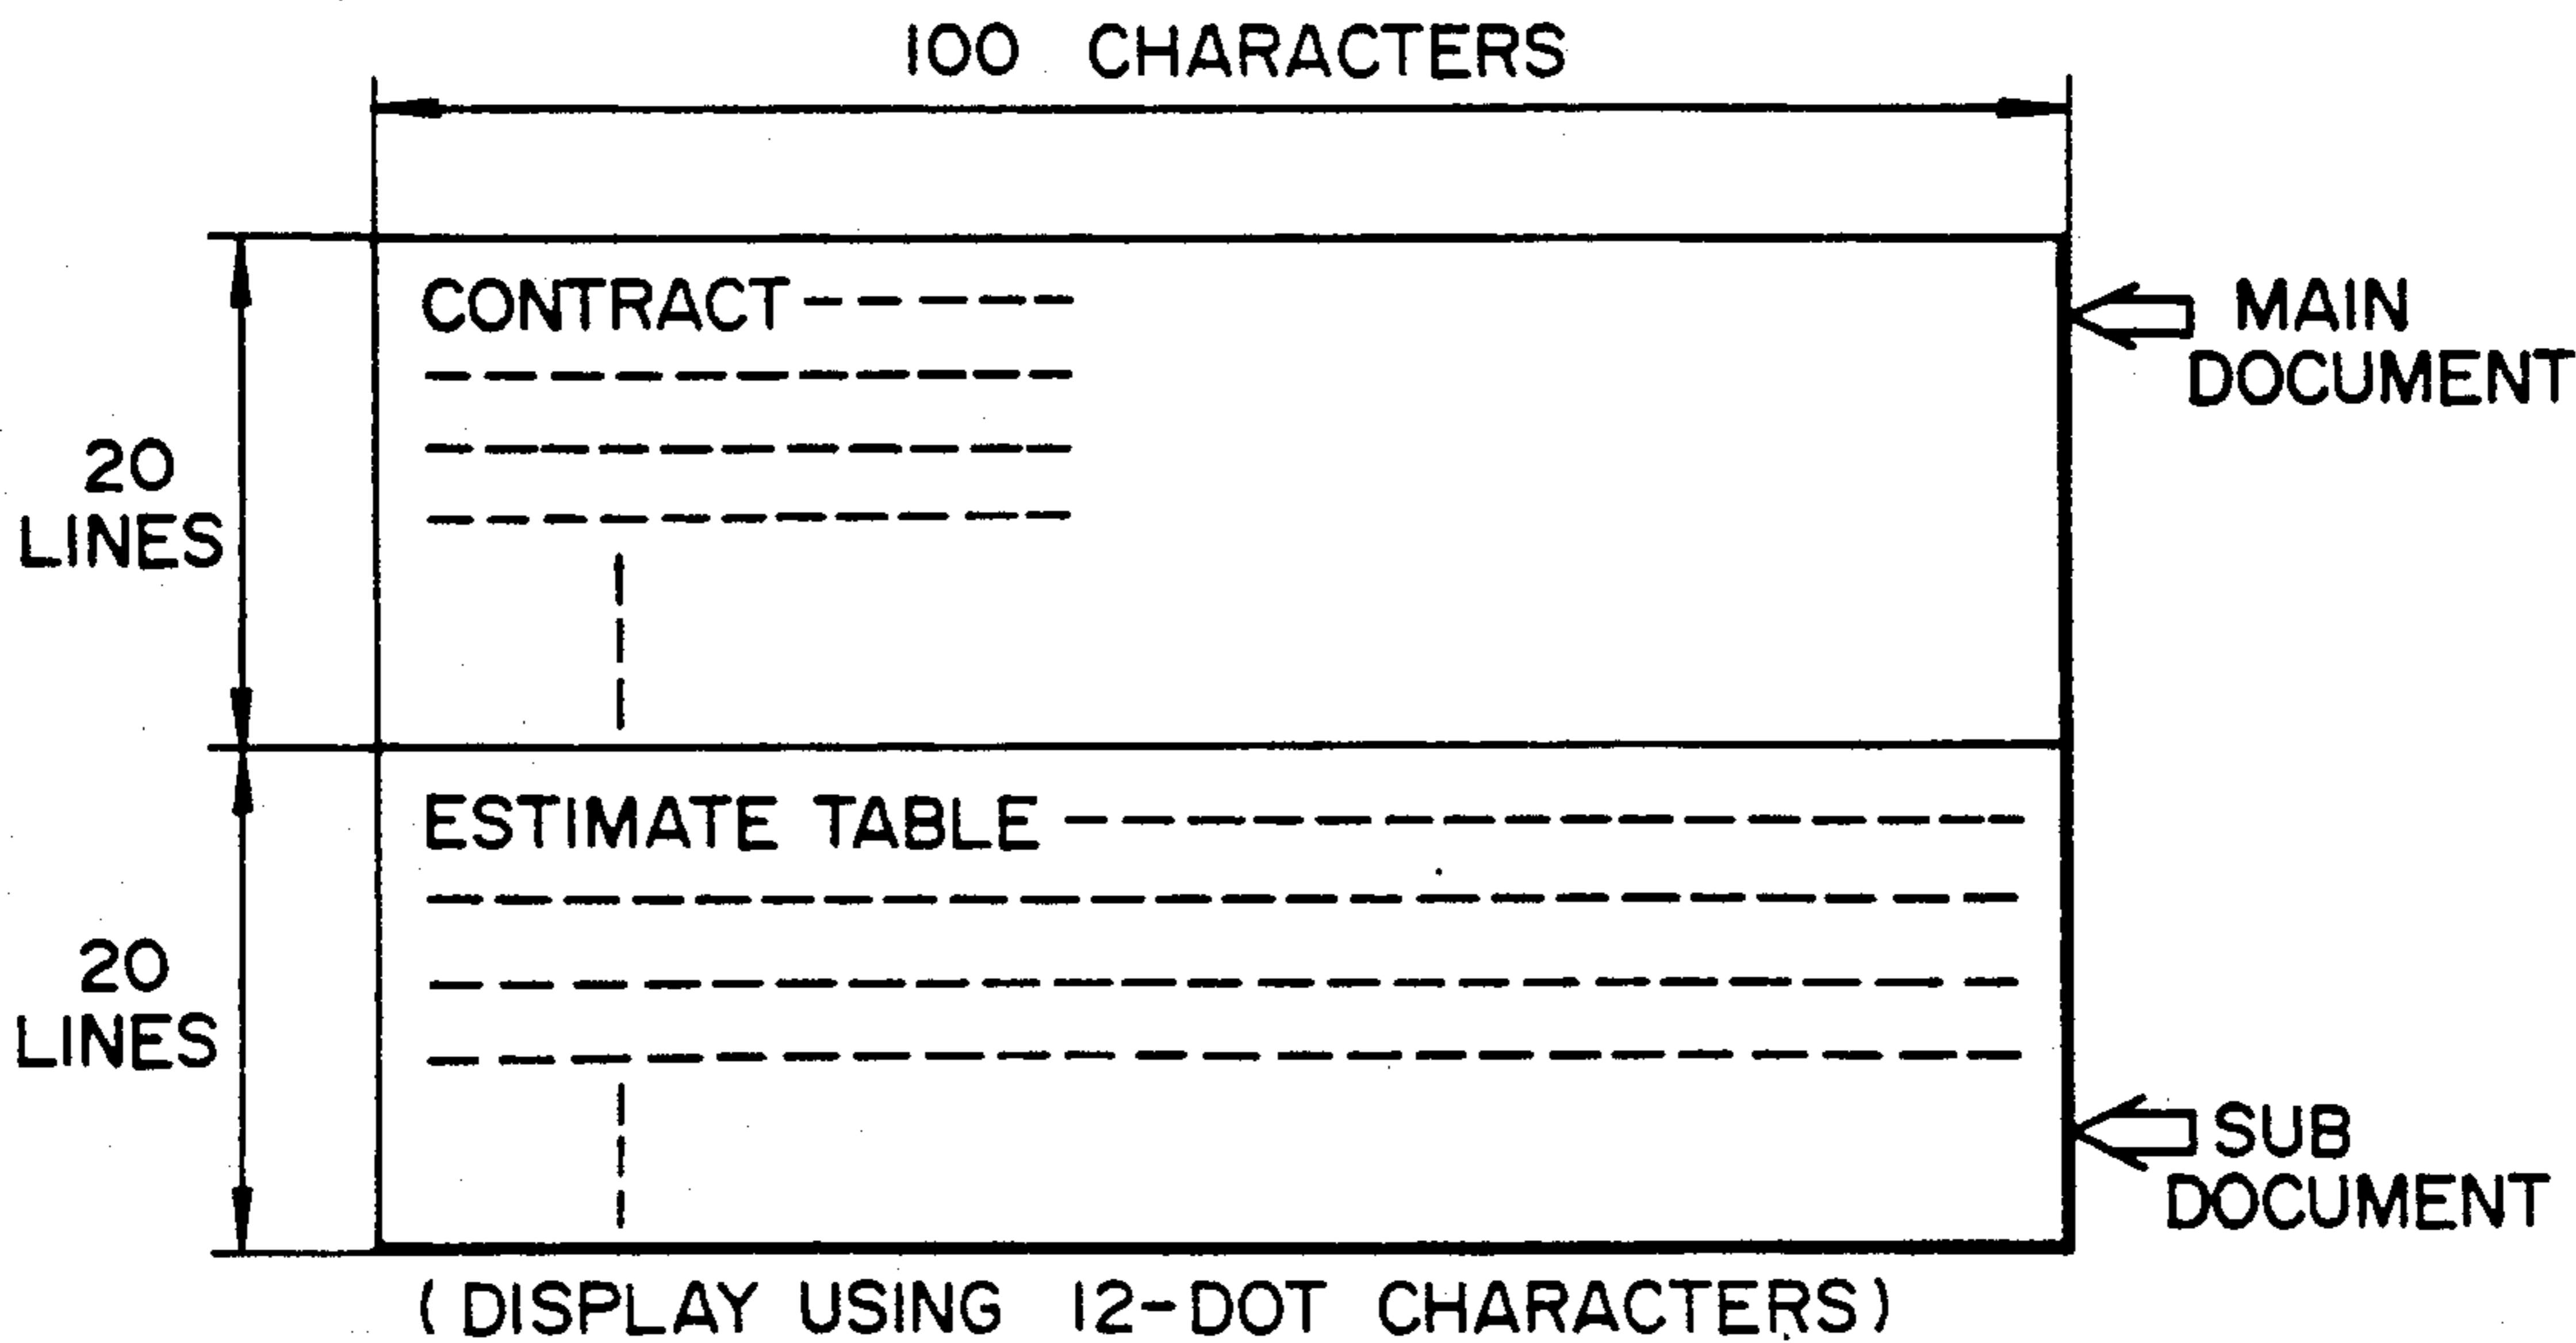 100 CHARACTERS
CONTRACT
MAIN
DOCUMENT
20
LINES
ESTIMATE TABLE
20
LINES
SUB
DOCUMENT
(DISPLAY USING 12-DOT CHARACTERS)